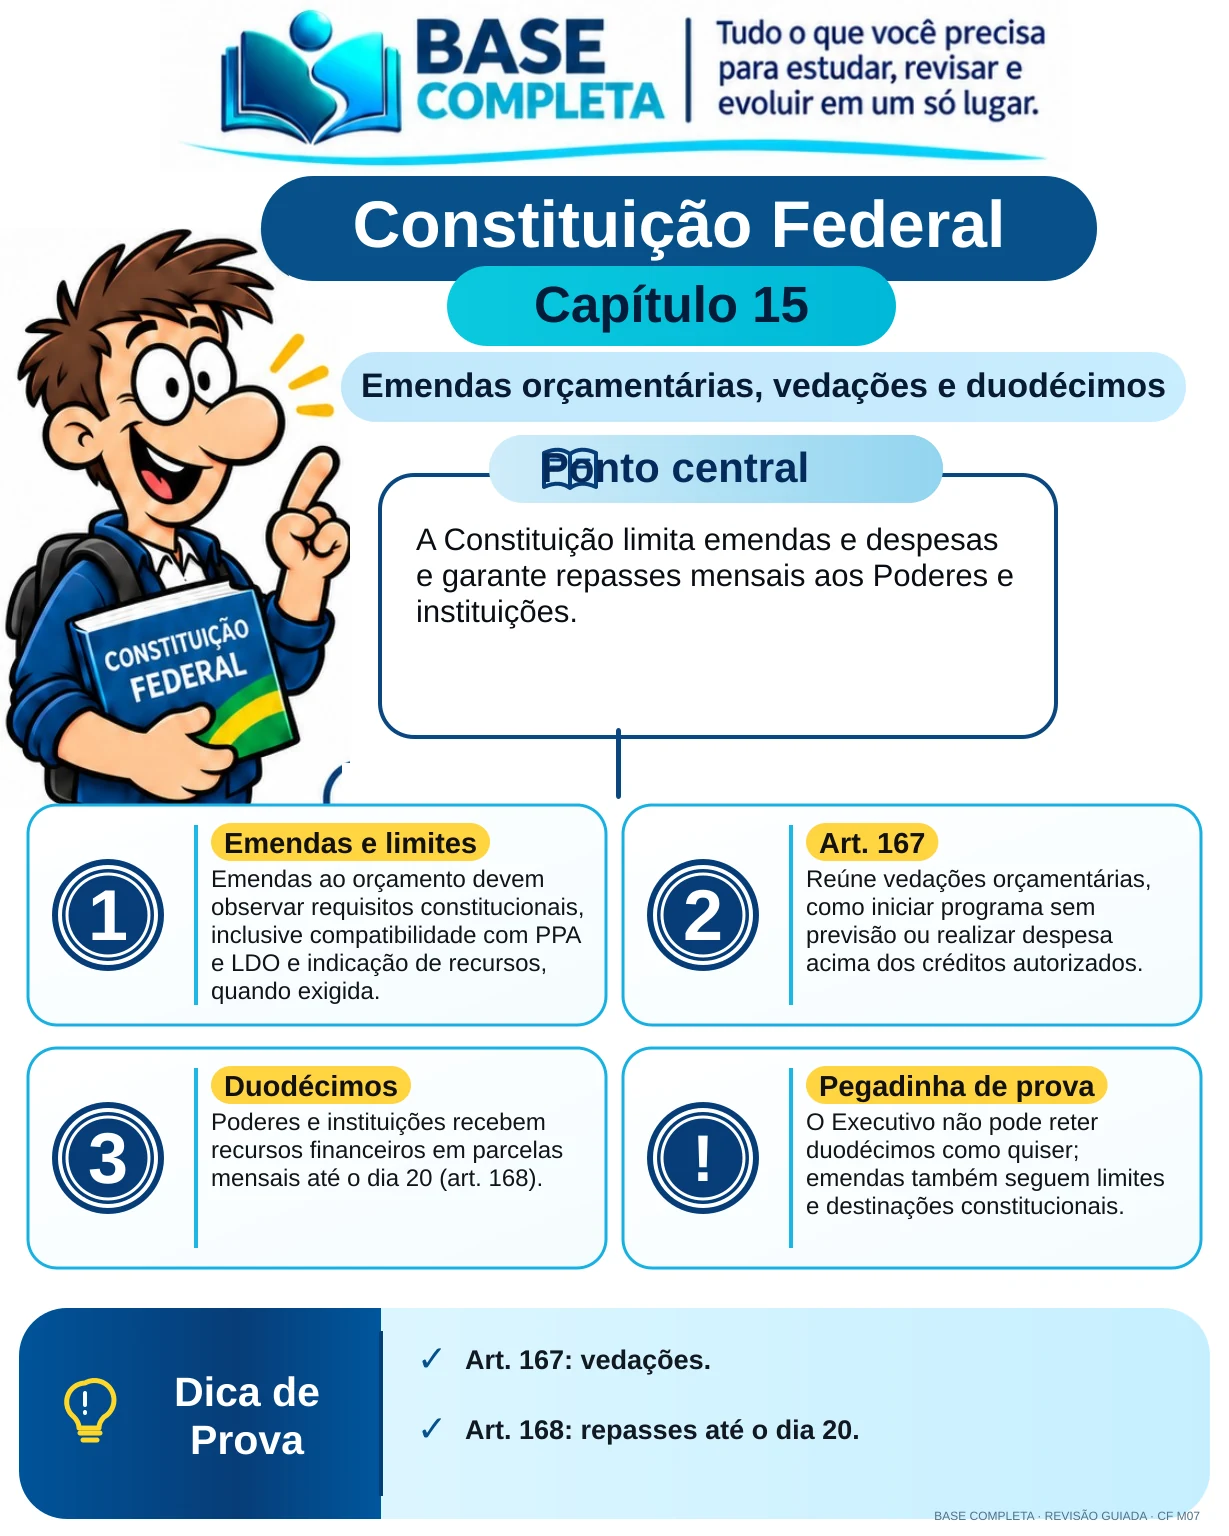 BASE
COMPLETA
Tudo o que você precisa
para estudar, revisar e
evoluir em um só lugar.
Constituição Federal
Capítulo 15
Emendas orçamentárias, vedações e duodécimos
Ponto central
A Constituição limita emendas e despesas
e garante repasses mensais aos Poderes e
instituições.
CONSTITUIÇÃO
FEDERAL
1
Emendas e limites
Emendas ao orçamento devem
observar requisitos constitucionais,
inclusive compatibilidade com PPA
e LDO e indicação de recursos,
quando exigida.
2
Art. 167
Reúne vedações orçamentárias,
como iniciar programa sem
previsão ou realizar despesa
acima dos créditos autorizados.
3
Duodécimos
Poderes e instituições recebem
recursos financeiros em parcelas
mensais até o dia 20 (art. 168).
!
Pegadinha de prova
O Executivo não pode reter
duodécimos como quiser;
emendas também seguem limites
e destinações constitucionais.
Dica de
Prova
✓ Art. 167: vedações.
✓ Art. 168: repasses até o dia 20.
BASE COMPLETA · REVISÃO GUIADA · CF M07